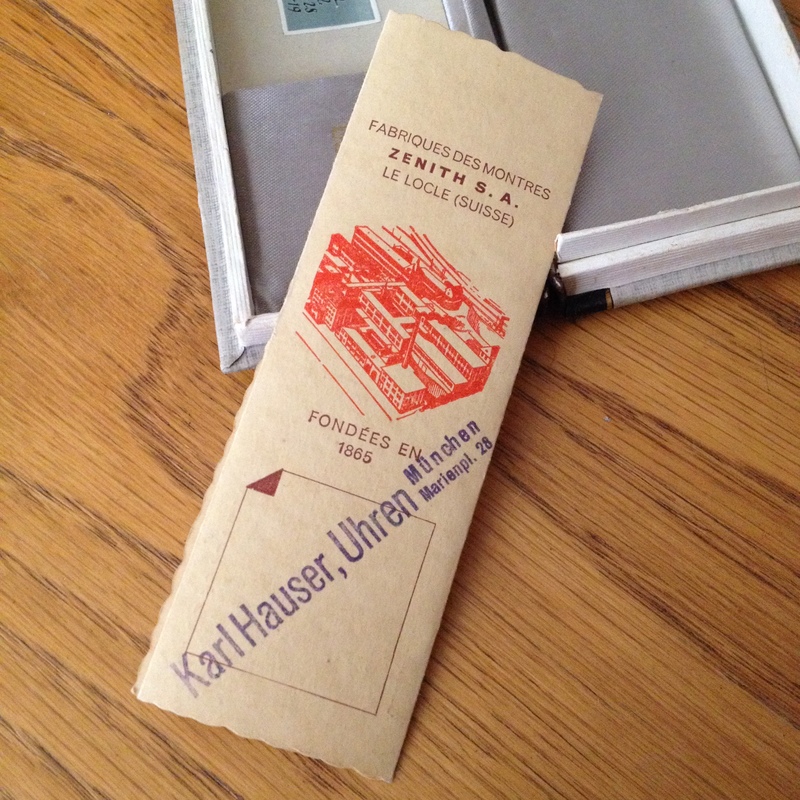 FABRIQUES DES MONTRES
ZENITH S. A.
LE LOCLE (SUISSE)
FONDÉES EN
1865
Karl Hauser, Uhren
München
Marienpl. 28